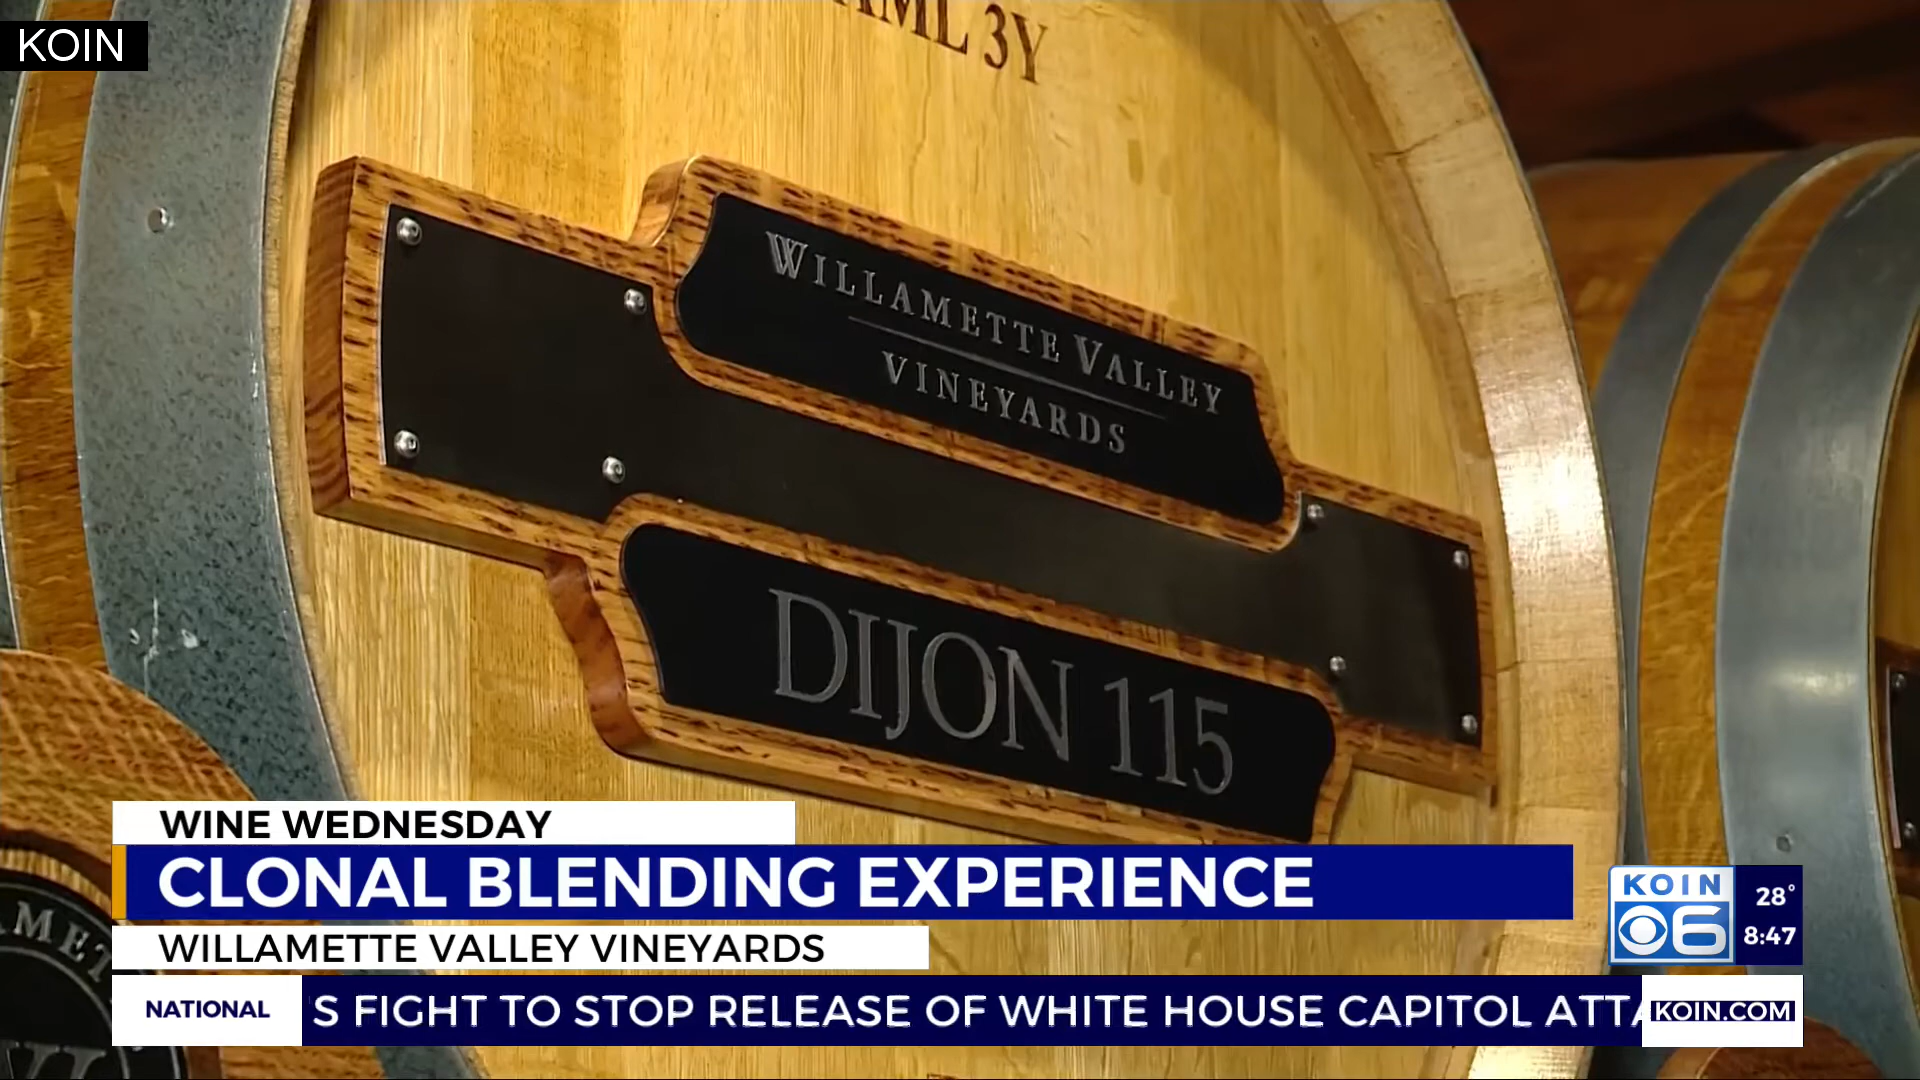 KOIN
3Y
WILLAMETTE VALLEY
VINEYARDS
DIJON 115
WINE WEDNESDAY
CLONAL BLENDING EXPERIENCE
WILLAMETTE VALLEY VINEYARDS
KOIN
6
28°
8:47
NATIONAL
'S FIGHT TO STOP RELEASE OF WHITE HOUSE CAPITOL ATTA
KOIN.COM